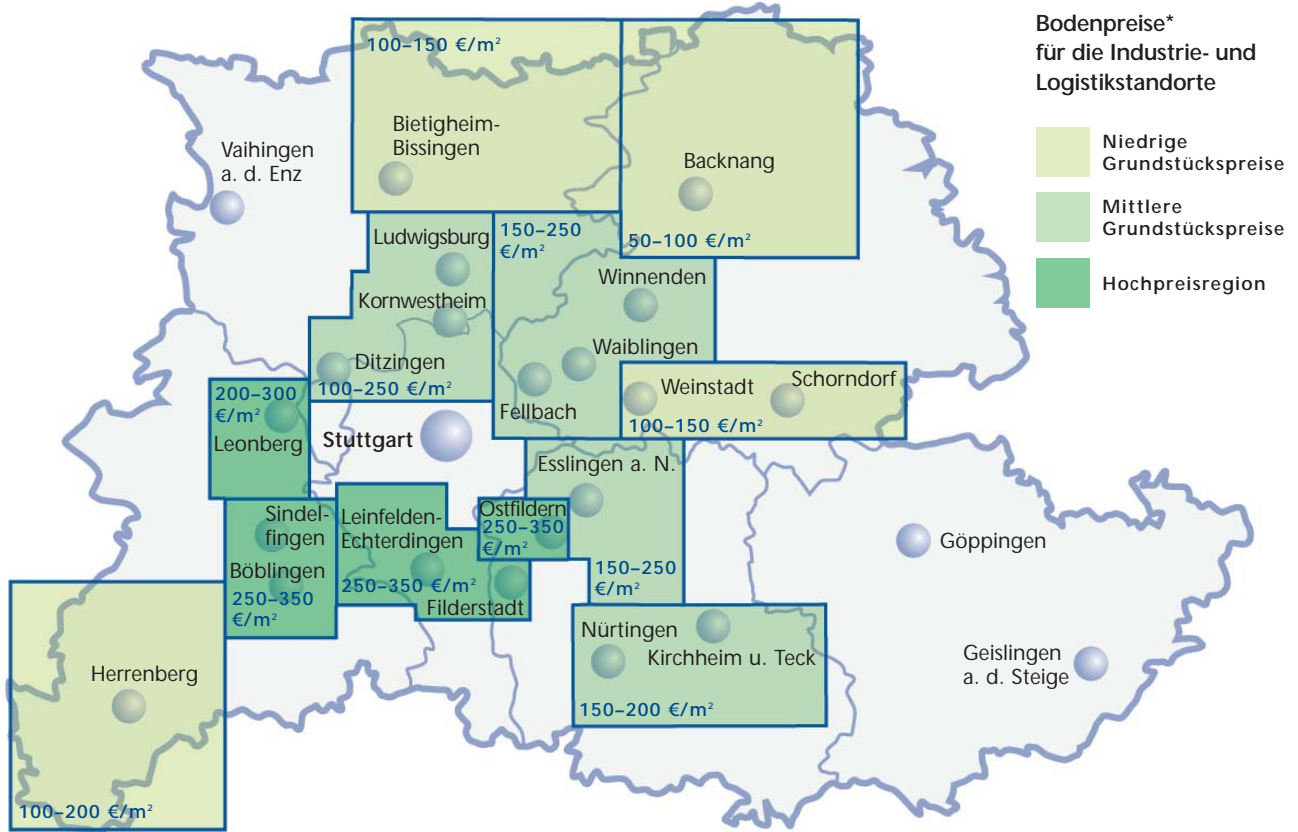 Bodenpreise*
für die Industrie- und
Logistikstandorte
Niedrige
Grundstückspreise
Mittlere
Grundstückspreise
Hochpreisregion
100–150 €/m²
Bietigheim-
Bissingen
Vaihingen
a. d. Enz
Backnang
50–100 €/m²
Ludwigsburg
Kornwestheim
Ditzingen
100–250 €/m²
150–250
€/m²
Winnenden
Waiblingen
Fellbach
Weinstadt
Schorndorf
100–150 €/m²
200–300
€/m²
Leonberg
Stuttgart
Esslingen a. N.
150–250
€/m²
Ostfildern
250–350
€/m²
Sindel-
fingen
Böblingen
250–350
€/m²
Leinfelden-
Echterdingen
250–350 €/m²
Filderstadt
Göppingen
Nürtingen
Kirchheim u. Teck
150–200 €/m²
Geislingen
a. d. Steige
Herrenberg
100–200 €/m²